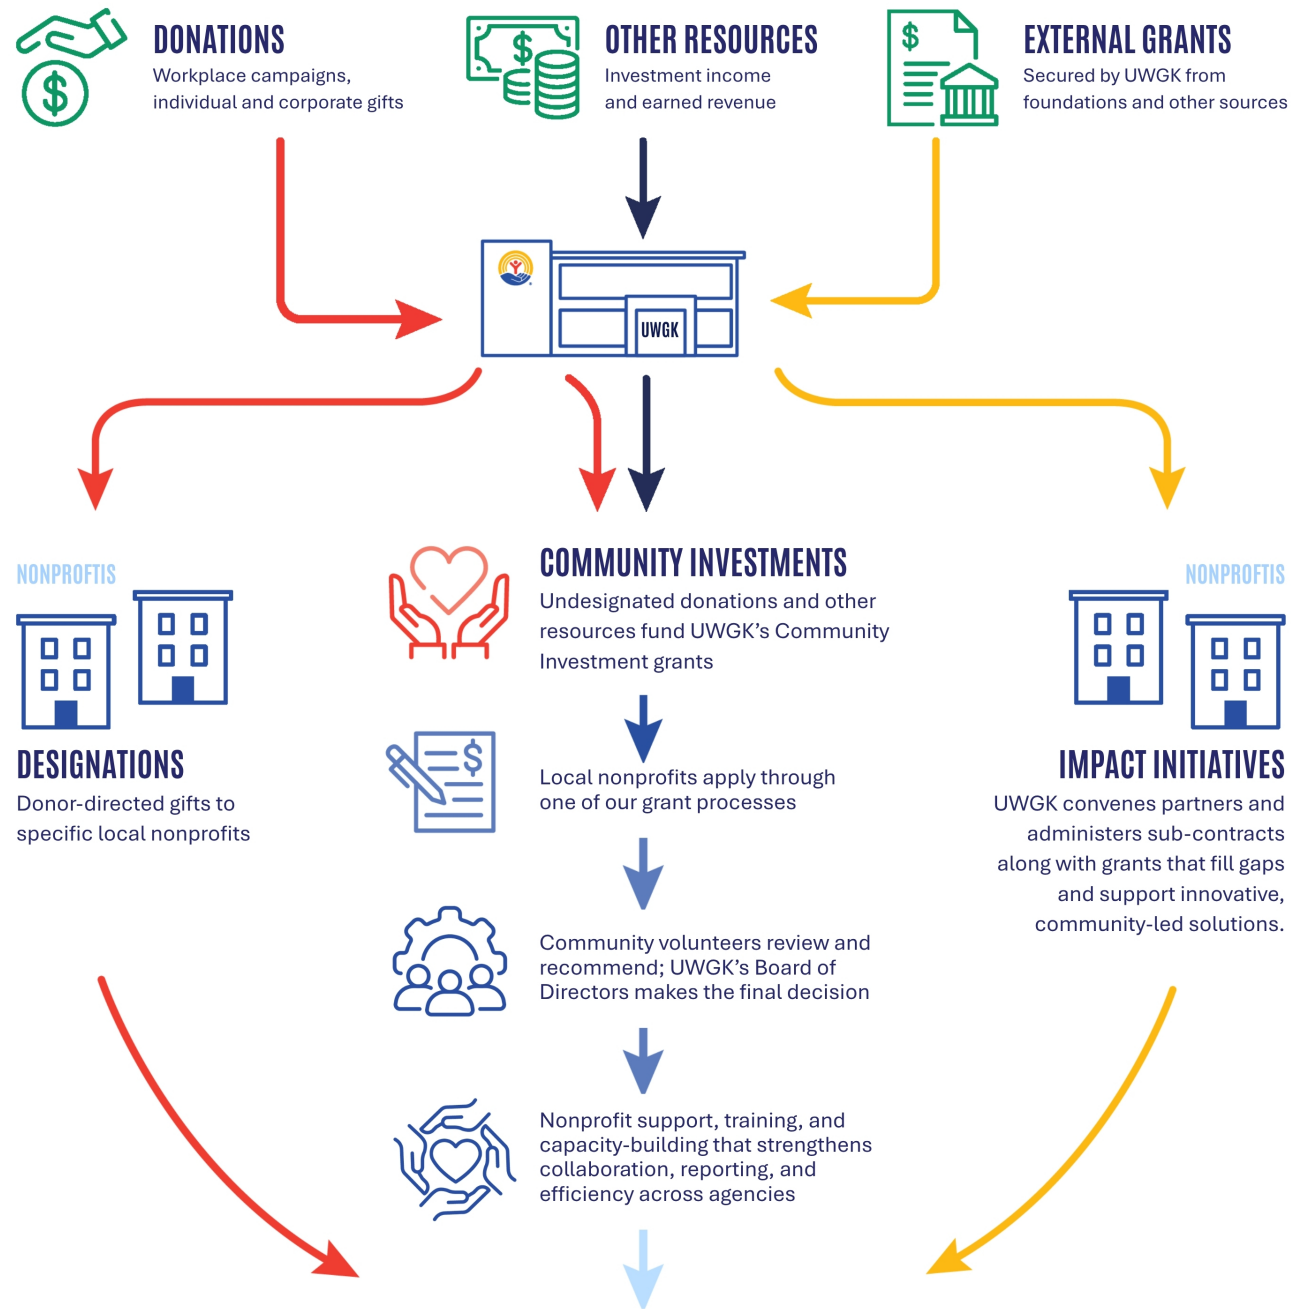 DONATIONS
Workplace campaigns,
individual and corporate gifts
OTHER RESOURCES
Investment income
and earned revenue
EXTERNAL GRANTS
Secured by UWGK from
foundations and other sources
$
$
$
UWGK
NONPROFTIS
DESIGNATIONS
Donor-directed gifts to
specific local nonprofits
COMMUNITY INVESTMENTS
Undesignated donations and other
resources fund UWGK's Community
Investment grants
$
Local nonprofits apply through
one of our grant processes
Community volunteers review and
recommend; UWGK's Board of
Directors makes the final decision
Nonprofit support, training, and
capacity-building that strengthens
collaboration, reporting, and
efficiency across agencies
NONPROFTIS
IMPACT INITIATIVES
UWGK convenes partners and
administers sub-contracts
along with grants that fill gaps
and support innovative,
community-led solutions.